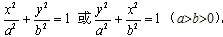 x²/a² + y²/b² = 1 或 y²/a² + x²/b² = 1 (a>b>0).